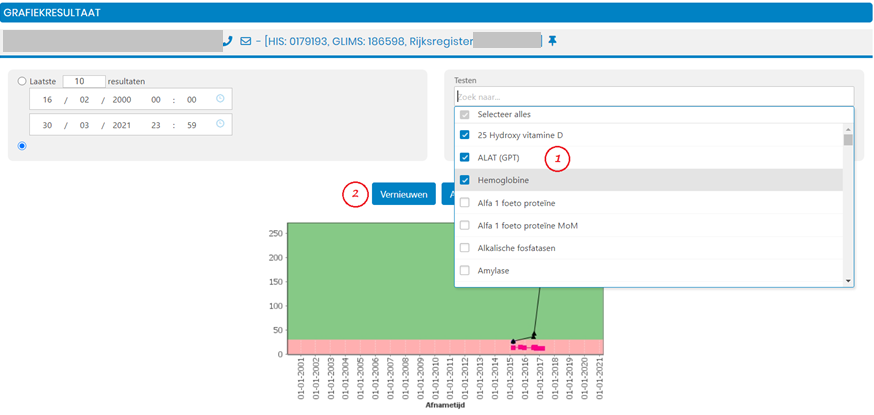 GRAFIEKRESULTAAT
- [HIS: 0179193, GLIMS: 186598, Rijksregister ]
Laatste 10 resultaten
16 / 02 / 2000 00 : 00
30 / 03 / 2021 23 : 59
Testen
Zoek naar...
Selecteer alles
25 Hydroxy vitamine D
ALAT (GPT)
1
Hemoglobine
Alfa 1 foeto proteïne
Alfa 1 foeto proteïne MoM
Alkalische fosfatasen
Amylase
2
Vernieuwen
A
250
200
150
100
50
0
01-01-2001
01-01-2002
01-01-2003
01-01-2004
01-01-2005
01-01-2006
01-01-2007
01-01-2008
01-01-2009
01-01-2010
01-01-2011
01-01-2012
01-01-2013
01-01-2014
01-01-2015
01-01-2016
01-01-2017
01-01-2018
01-01-2019
01-01-2020
01-01-2021
Afnametijd